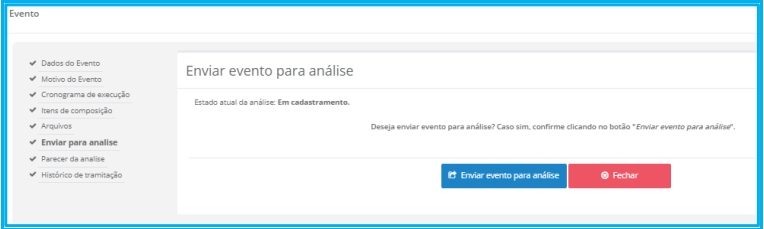 Evento
Dados do Evento
Motivo do Evento
Cronograma de execução
Itens de composição
Arquivos
Enviar para analise
Parecer da analise
Histórico de tramitação
Enviar evento para análise
Estado atual da análise: Em cadastramento.
Deseja enviar evento para análise? Caso sim, confirme clicando no botão "Enviar evento para análise".
Enviar evento para análise
Fechar